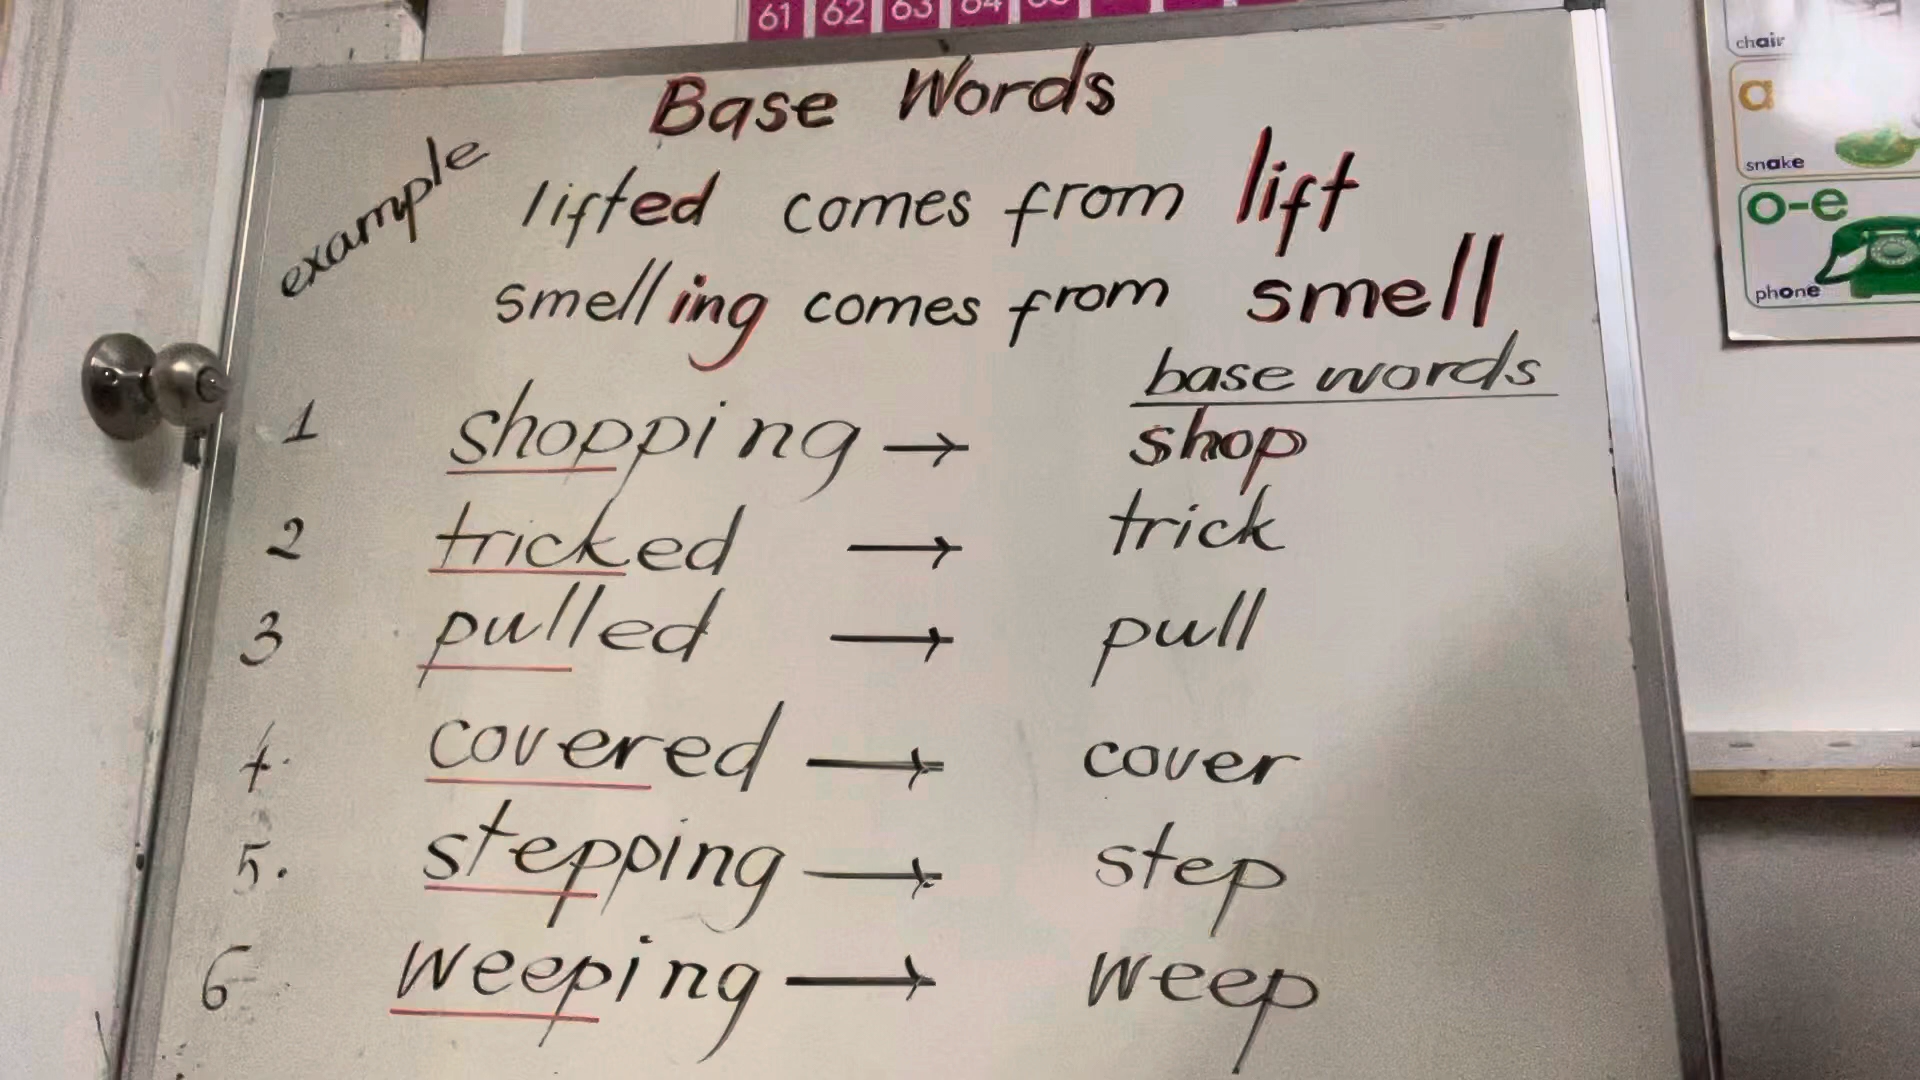 61 62 63 64
Base Words
example
lifted comes from lift
smelling comes from smell
base words
1 shopping → shop
2 tricked → trick
3 pulled → pull
4. covered → cover
5. stepping → step
6 weeping → weep
chair
a
snake
o-e
phone